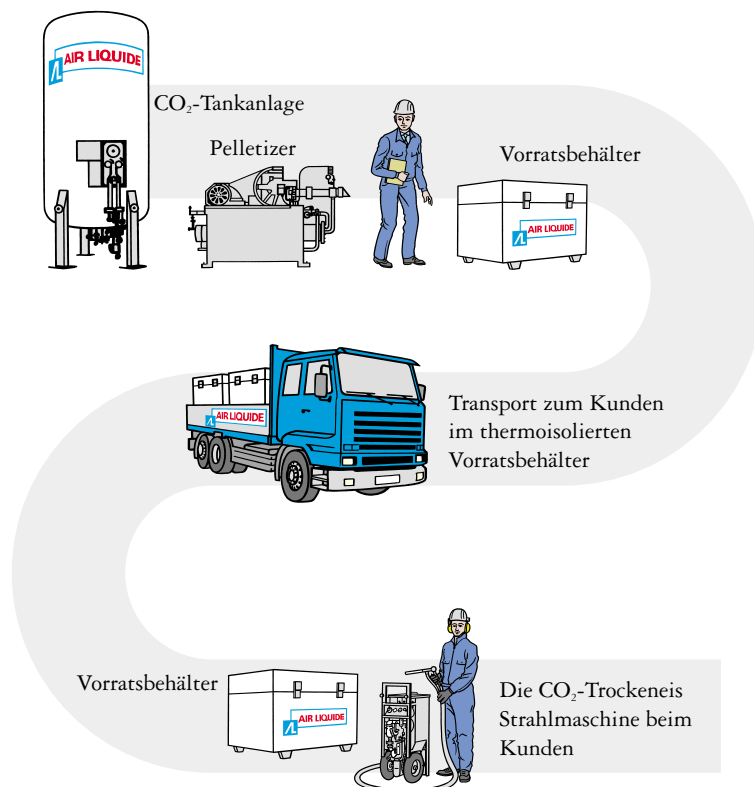 AIR LIQUIDE
CO₂-Tankanlage
Pelletizer
Vorratsbehälter
AIR LIQUIDE
AIR LIQUIDE
Transport zum Kunden
im thermoisolierten
Vorratsbehälter
Vorratsbehälter
AIR LIQUIDE
Die CO₂-Trockeneis
Strahlmaschine beim
Kunden